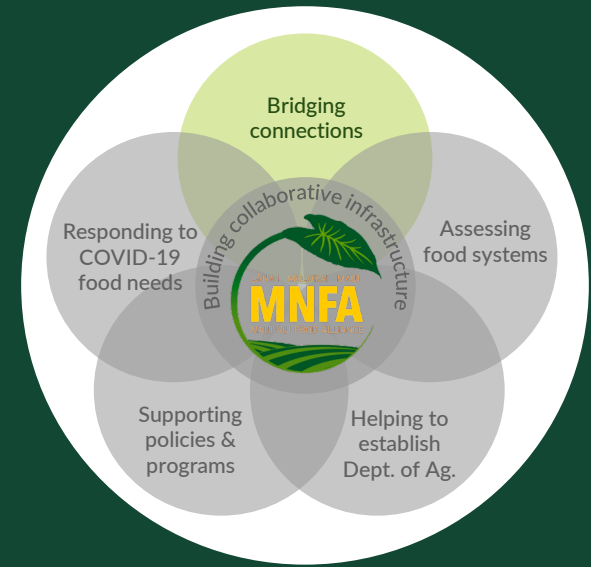 Bridging
connections
Building collaborative infrastructure
Responding to
COVID-19
food needs
Assessing
food systems
MNFA
Supporting
policies &
programs
Helping to
establish
Dept. of Ag.